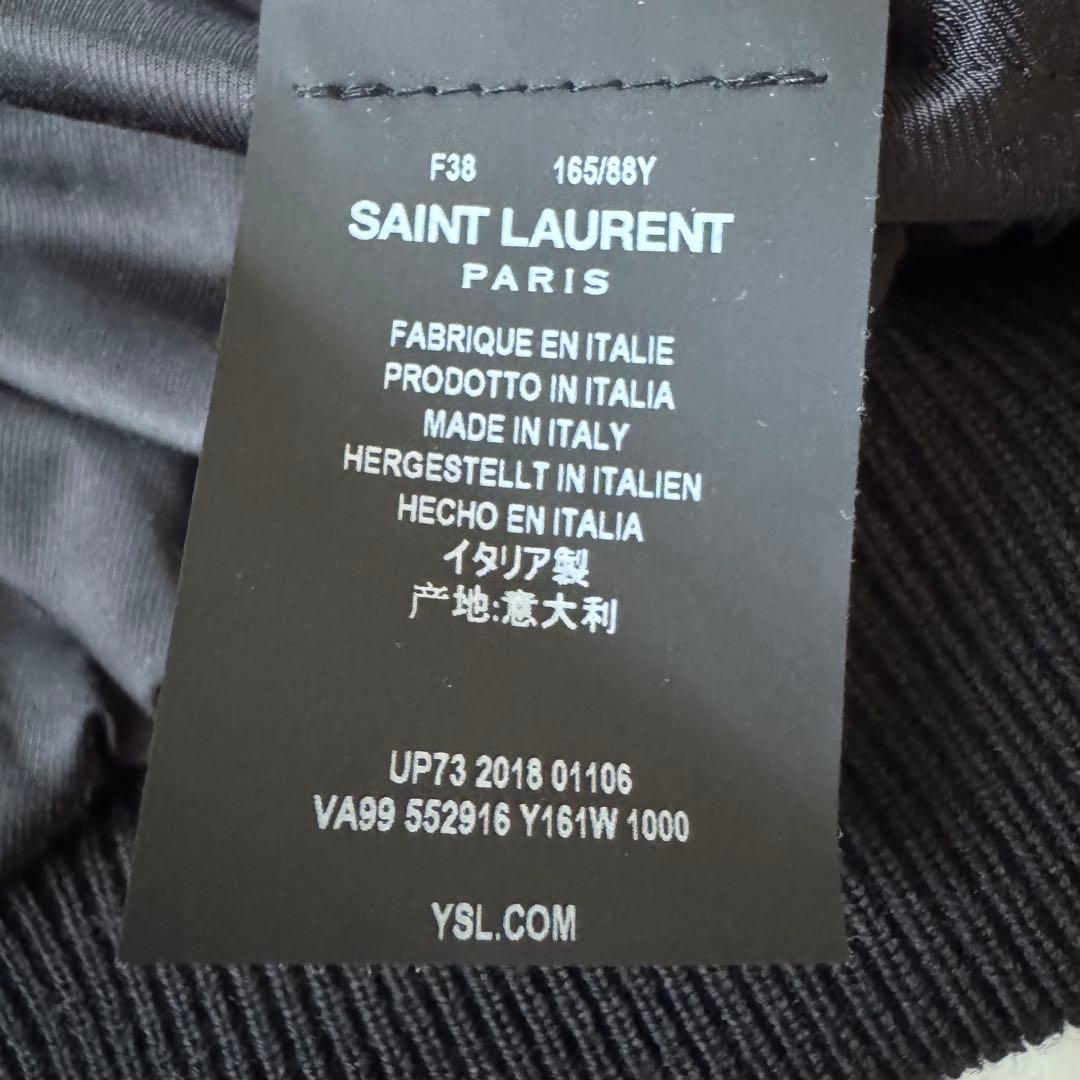 F38 165/88Y
SAINT LAURENT
PARIS
FABRIQUE EN ITALIE
PRODOTTO IN ITALIA
MADE IN ITALY
HERGESTELLT IN ITALIEN
HECHO EN ITALIA
イタリア製
产地:意大利
UP73 2018 01106
VA99 552916 Y161W 1000
YSL.COM